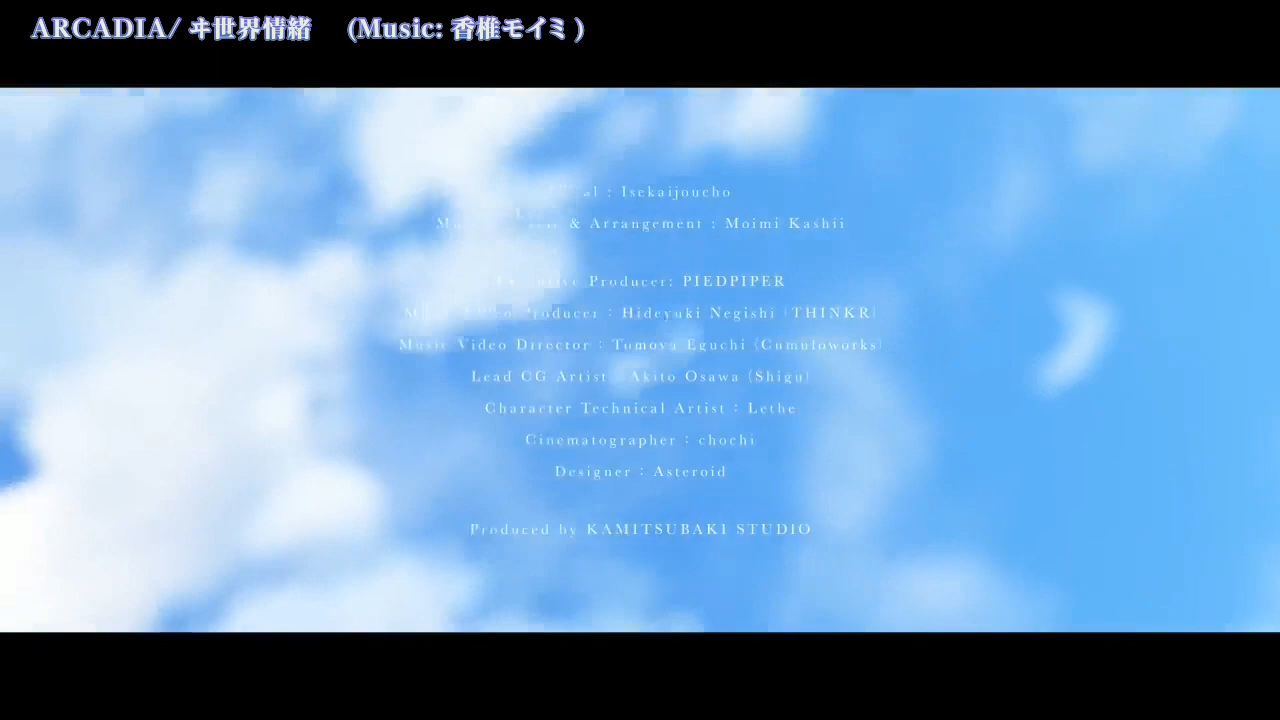 ARCADIA/ ヰ世界情緒 (Music: 香椎モイミ)
: Isekaijoucho
& Arrangement : Moimi Kashii
Producer: PIEDPIPER
Producer : Hideyuki Negishi (THINKR)
Music Video Director : Tomoya Eguchi (Cumuloworks)
Lead CG Artist : Akito Osawa (Shigu)
Character Technical Artist : Lethe
Cinematographer : chochi
Designer : Asteroid
Produced by KAMITSUBAKI STUDIO